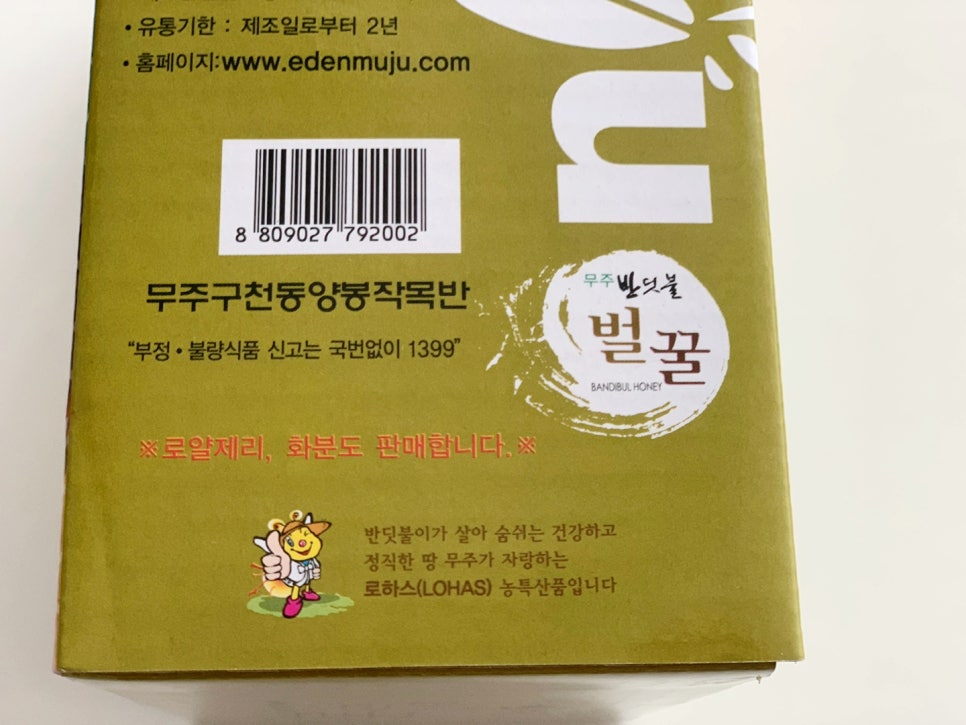 • 유통기한 : 제조일로부터 2년
• 홈페이지:www.edenmuju.com
u
8 809027 792002
무주구천동양봉작목반
"부정 • 불량식품 신고는 국번없이 1399"
무주 반딧불
벌꿀
BANDIBUL HONEY
※로얄제리, 화분도 판매합니다.※
반딧불이가 살아 숨쉬는 건강하고
정직한 땅 무주가 자랑하는
로하스(LOHAS) 농특산품입니다